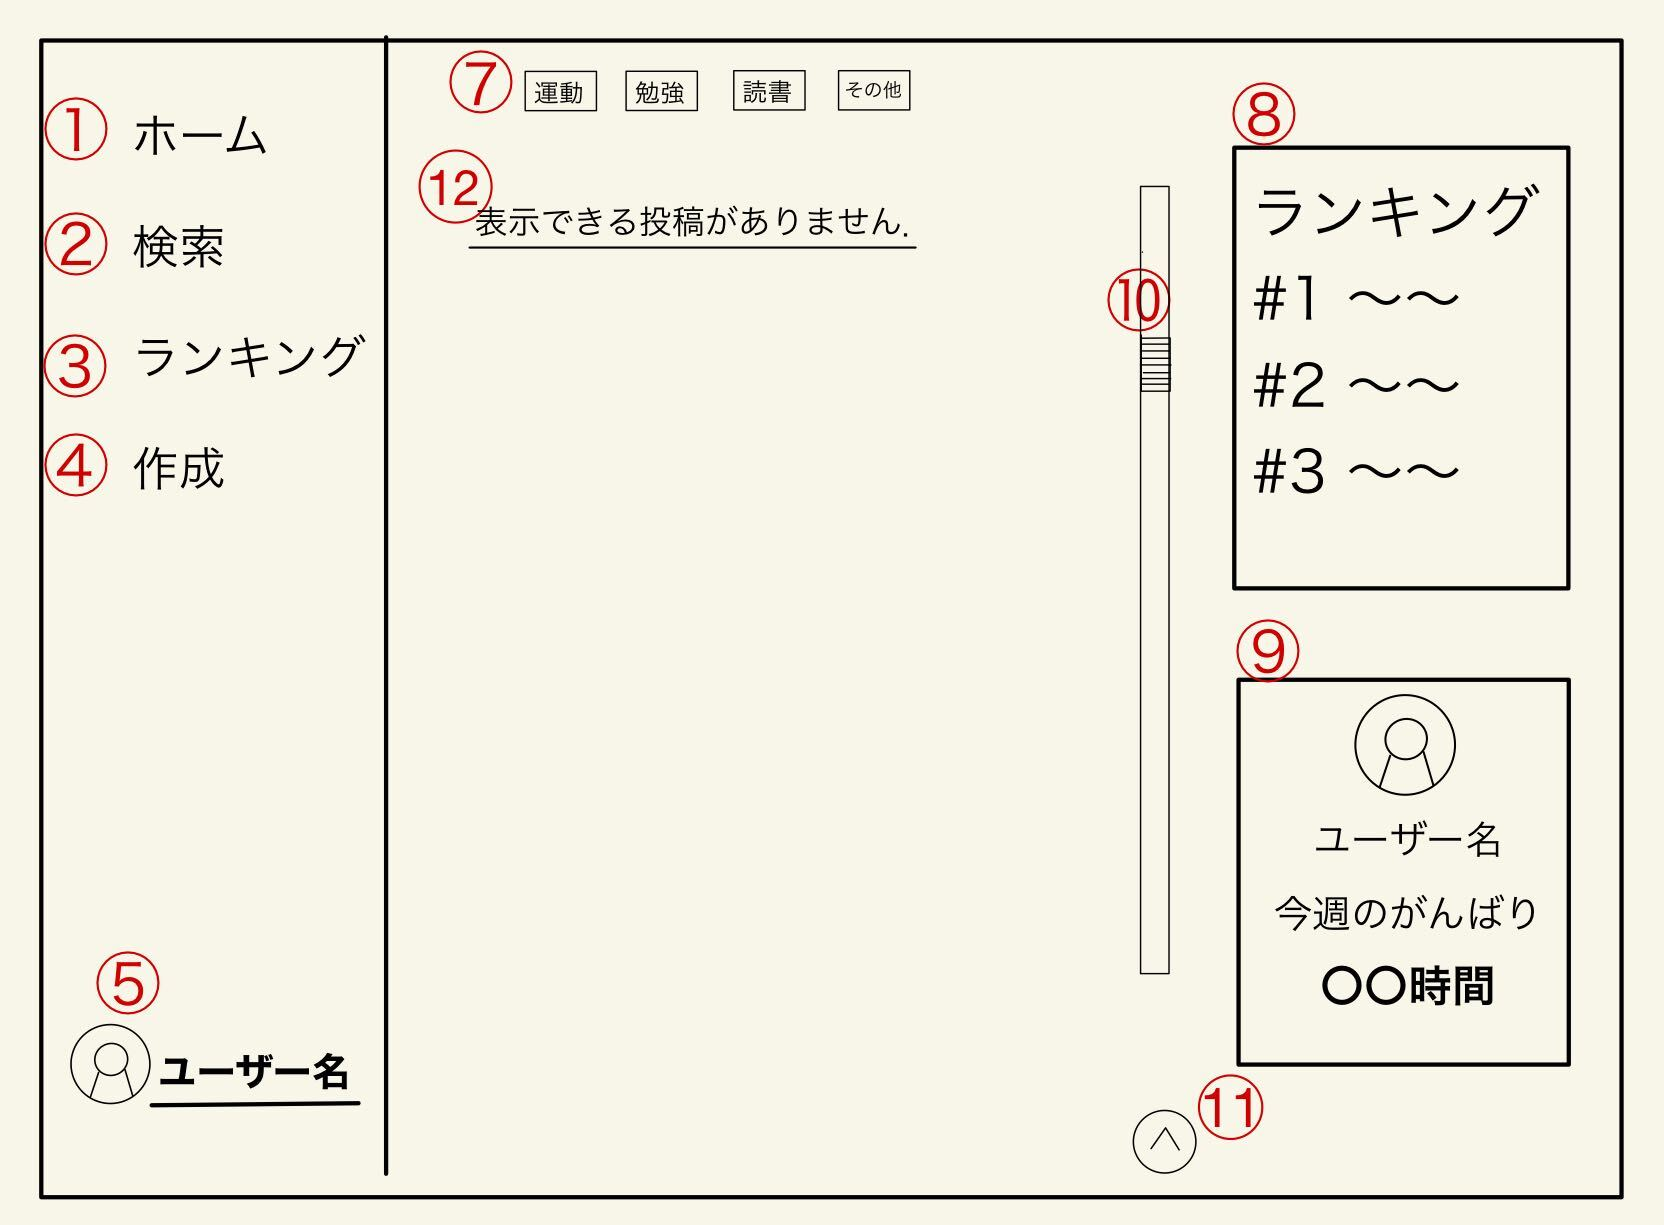 ① ホーム
② 検索
③ ランキング
④ 作成
⑤
ユーザー名
⑦ 運動 勉強 読書 その他
⑫
表示できる投稿がありません.
⑩
⑪
⑧
ランキング
#1 〜〜
#2 〜〜
#3 〜〜
⑨
ユーザー名
今週のがんばり
〇〇時間